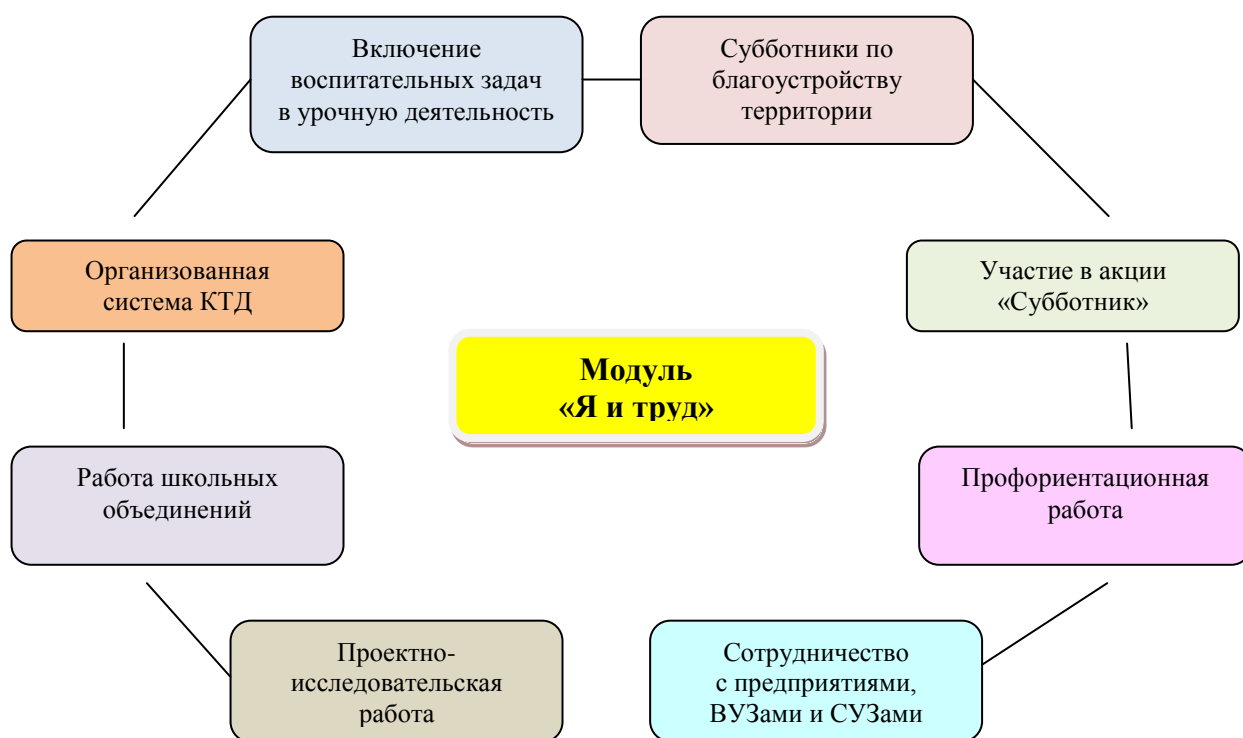 Включение
воспитательных задач
в урочную деятельность
Субботники по
благоустройству
территории
Организованная
система КТД
Участие в акции
«Субботник»
Модуль
«Я и труд»
Работа школьных
объединений
Профориентационная
работа
Проектно-
исследовательская
работа
Сотрудничество
с предприятиями,
ВУЗами и СУЗами